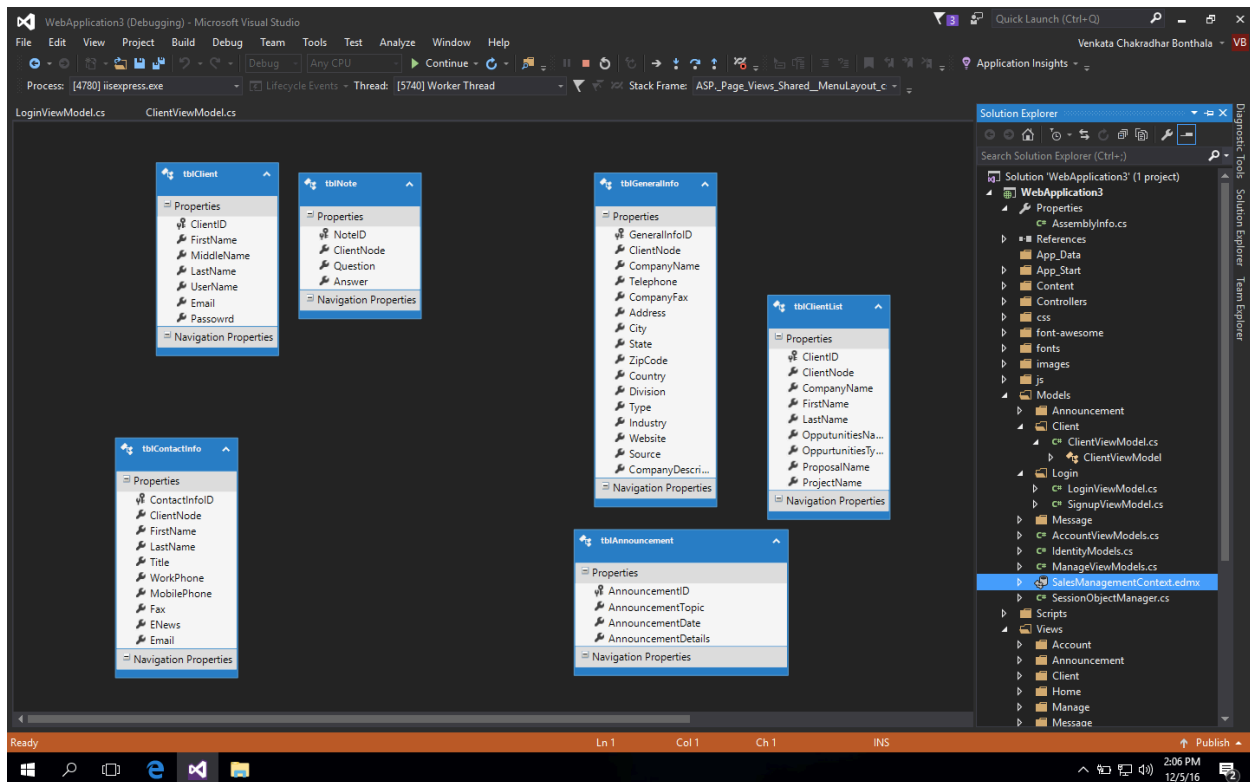 WebApplication3 (Debugging) - Microsoft Visual Studio
3
Quick Launch (Ctrl+Q)
File Edit View Project Build Debug Team Tools Test Analyze Window Help
Venkata Chakradhar Bonthala VB
Debug Any CPU Continue Application Insights
Process: [4780] iisexpress.exe Lifecycle Events Thread: [5740] Worker Thread Stack Frame: ASP._Page_Views_Shared__MenuLayout_c
LoginViewModel.cs ClientViewModel.cs
tblClient
Properties
ClientID
FirstName
MiddleName
LastName
UserName
Email
Passowrd
Navigation Properties
tblNote
Properties
NoteID
ClientNode
Question
Answer
Navigation Properties
tblGeneralInfo
Properties
GeneralInfoID
ClientNode
CompanyName
Telephone
CompanyFax
Address
City
State
ZipCode
Country
Division
Type
Industry
Website
Source
CompanyDescri...
Navigation Properties
tblClientList
Properties
ClientID
ClientNode
CompanyName
FirstName
LastName
OpputunitiesNa...
OppurtunitiesTy...
ProposalName
ProjectName
Navigation Properties
tblContactInfo
Properties
ContactInfoID
ClientNode
FirstName
LastName
Title
WorkPhone
MobilePhone
Fax
ENews
Email
Navigation Properties
tblAnnouncement
Properties
AnnouncementID
AnnouncementTopic
AnnouncementDate
AnnouncementDetails
Navigation Properties
Solution Explorer
Search Solution Explorer (Ctrl+;)
Solution 'WebApplication3' (1 project)
WebApplication3
Properties
C# AssemblyInfo.cs
References
App_Data
App_Start
Content
Controllers
css
font-awesome
fonts
images
js
Models
Announcement
Client
C# ClientViewModel.cs
ClientViewModel
Login
C# LoginViewModel.cs
C# SignupViewModel.cs
Message
C# AccountViewModels.cs
C# IdentityModels.cs
C# ManageViewModels.cs
SalesManagementContext.edmx
C# SessionObjectManager.cs
Scripts
Views
Account
Announcement
Client
Home
Manage
Message
Diagnostic Tools
Solution Explorer
Team Explorer
Ready Ln 1 Col 1 Ch 1 INS Publish
2:06 PM
12/5/16
2